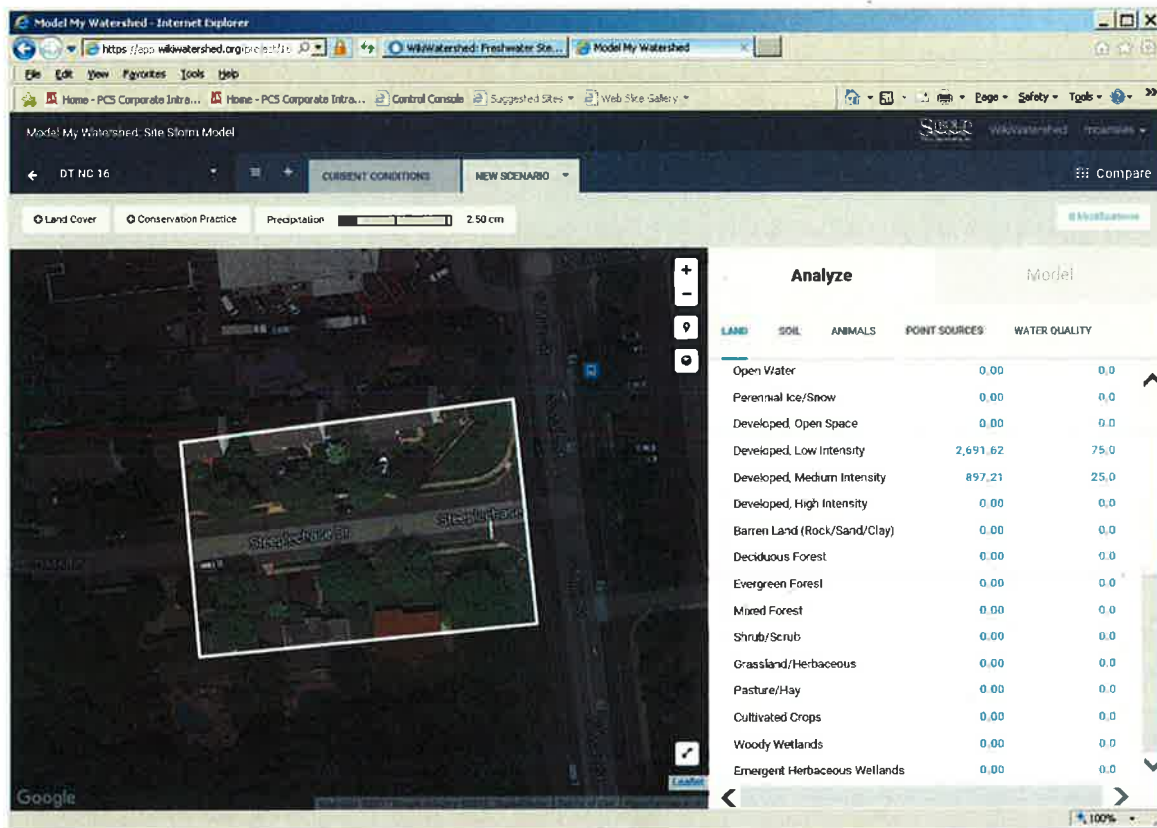 Model My Watershed - Internet Explorer
WikiWatershed: Freshwater Ste... Model My Watershed
File Edit View Favorites Tools Help
Home - PCS Corporate Intra... Home - PCS Corporate Intra... Control Console Suggested Sites Web Slice Gallery Page Safety Tools
Model My Watershed: Site Storm Model WikiWatershed
DT NC 16 CURRENT CONDITIONS NEW SCENARIO Compare
Land Cover Conservation Practice Precipitation 2.50 cm
Analyze Model
LAND SOIL ANIMALS POINT SOURCES WATER QUALITY
Open Water 0.00 0.0
Perennial Ice/Snow 0.00 0.0
Developed, Open Space 0.00 0.0
Developed, Low Intensity 2,691.62 75.0
Developed, Medium Intensity 897.21 25.0
Developed, High Intensity 0.00 0.0
Barren Land (Rock/Sand/Clay) 0.00 0.0
Deciduous Forest 0.00 0.0
Evergreen Forest 0.00 0.0
Mixed Forest 0.00 0.0
Shrub/Scrub 0.00 0.0
Grassland/Herbaceous 0.00 0.0
Pasture/Hay 0.00 0.0
Cultivated Crops 0.00 0.0
Woody Wetlands 0.00 0.0
Emergent Herbaceous Wetlands 0.00 0.0
Steeplechase Dr
Steeplechase
Leaflet
Google
100%